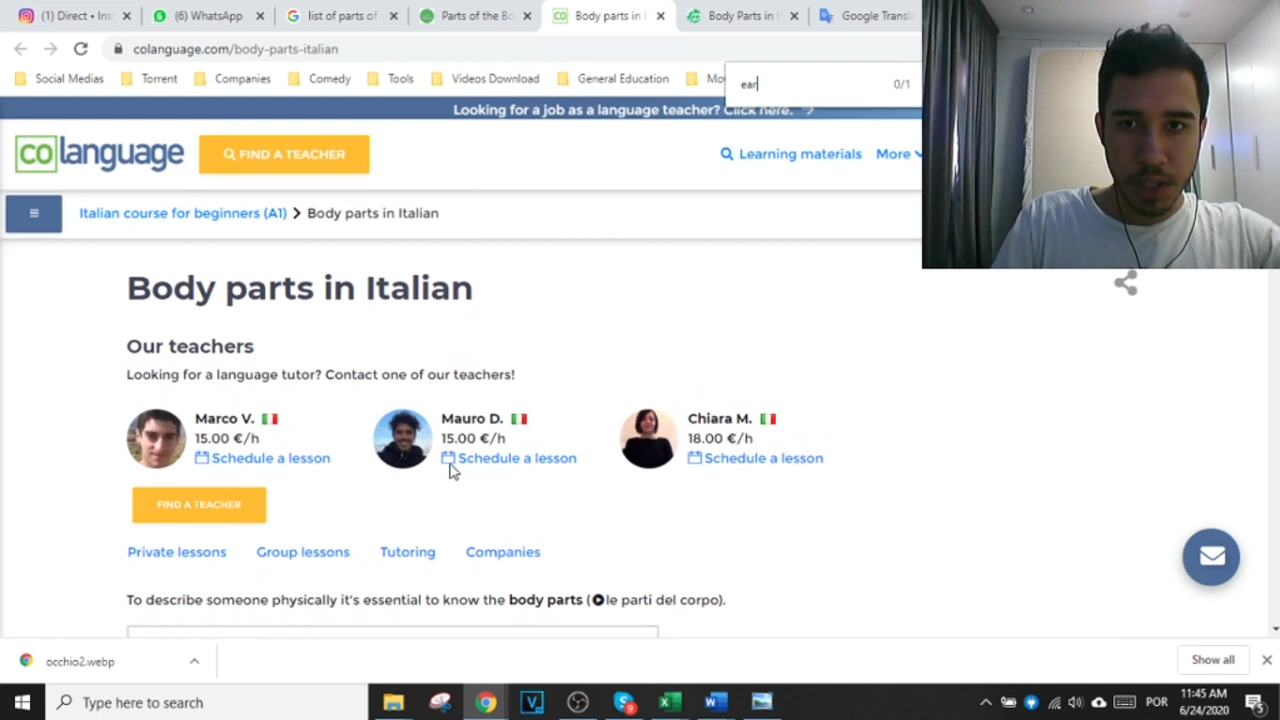 (1) Direct • Ins
(6) WhatsApp
list of parts of
Parts of the Bo
Body parts in I
Body Parts in I
Google Transla
colanguage.com/body-parts-italian
Social Medias
Torrent
Companies
Comedy
Tools
Videos Download
General Education
Mov
ear
0/1
Looking for a job as a language teacher? Click here. →
colanguage
FIND A TEACHER
Learning materials
More
Italian course for beginners (A1) > Body parts in Italian
Body parts in Italian
Our teachers
Looking for a language tutor? Contact one of our teachers!
Marco V.
15.00 €/h
Schedule a lesson
Mauro D.
15.00 €/h
Schedule a lesson
Chiara M.
18.00 €/h
Schedule a lesson
FIND A TEACHER
Private lessons
Group lessons
Tutoring
Companies
To describe someone physically it's essential to know the body parts (le parti del corpo).
occhio2.webp
Show all
Type here to search
POR
11:45 AM
6/24/2020